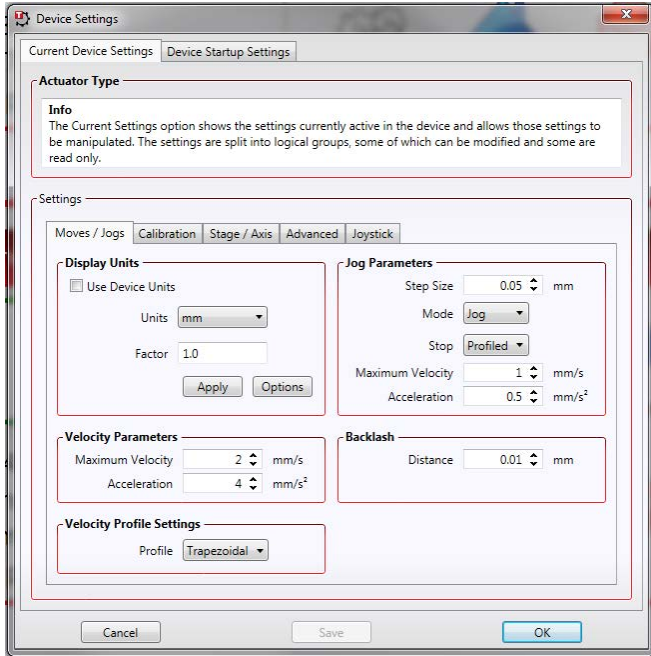 Device Settings
Current Device Settings
Device Startup Settings
Actuator Type
Info
The Current Settings option shows the settings currently active in the device and allows those settings to
be manipulated. The settings are split into logical groups, some of which can be modified and some are
read only.
Settings
Moves / Jogs
Calibration
Stage / Axis
Advanced
Joystick
Display Units
Use Device Units
Units mm
Factor 1.0
Apply
Options
Jog Parameters
Step Size 0.05 mm
Mode Jog
Stop Profiled
Maximum Velocity 1 mm/s
Acceleration 0.5 mm/s²
Velocity Parameters
Maximum Velocity 2 mm/s
Acceleration 4 mm/s²
Backlash
Distance 0.01 mm
Velocity Profile Settings
Profile Trapezoidal
Cancel
Save
OK